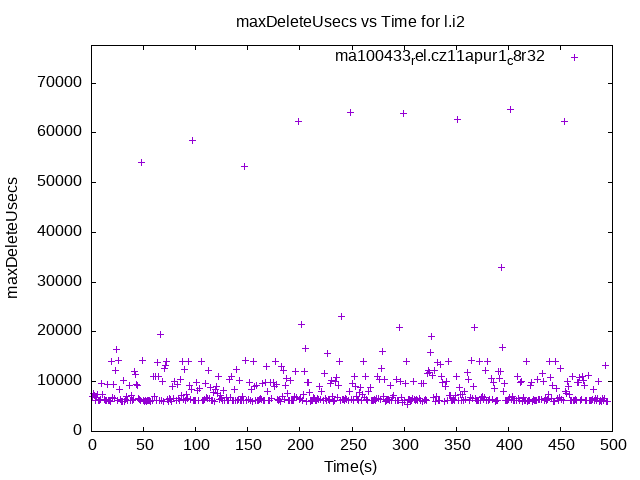 maxDeleteUsecs vs Time for l.i2
ma100433rel.cz11apur1c8r32
maxDeleteUsecs
70000
60000
50000
40000
30000
20000
10000
0
0 50 100 150 200 250 300 350 400 450 500
Time(s)